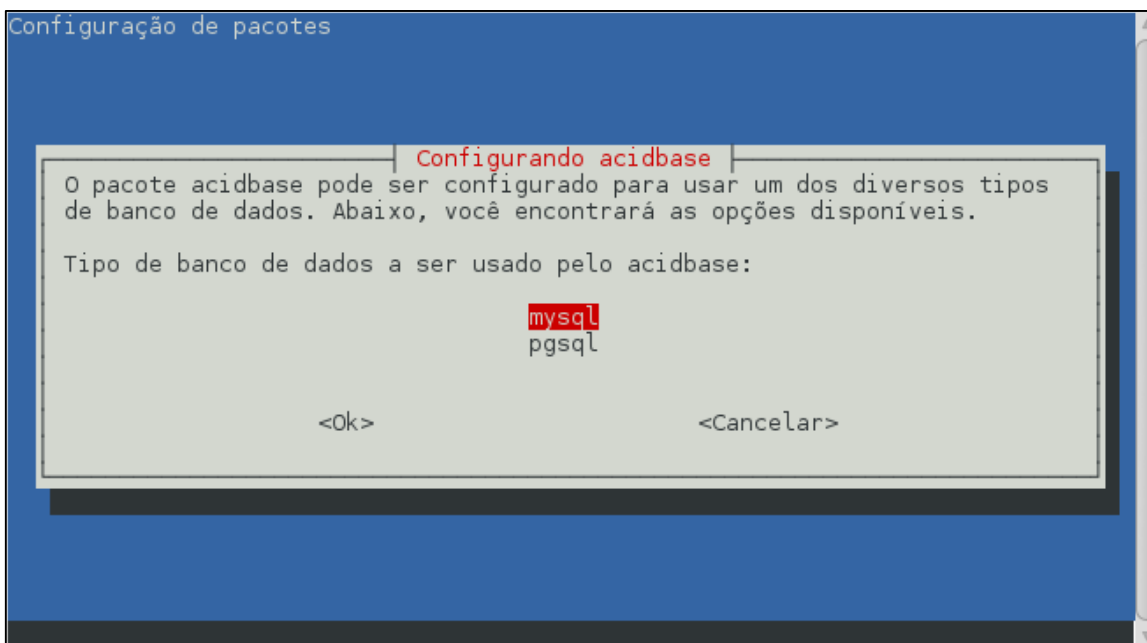 Configuração de pacotes
Configurando acidbase
O pacote acidbase pode ser configurado para usar um dos diversos tipos
de banco de dados. Abaixo, você encontrará as opções disponíveis.
Tipo de banco de dados a ser usado pelo acidbase:
mysql
pgsql
<Ok> <Cancelar>